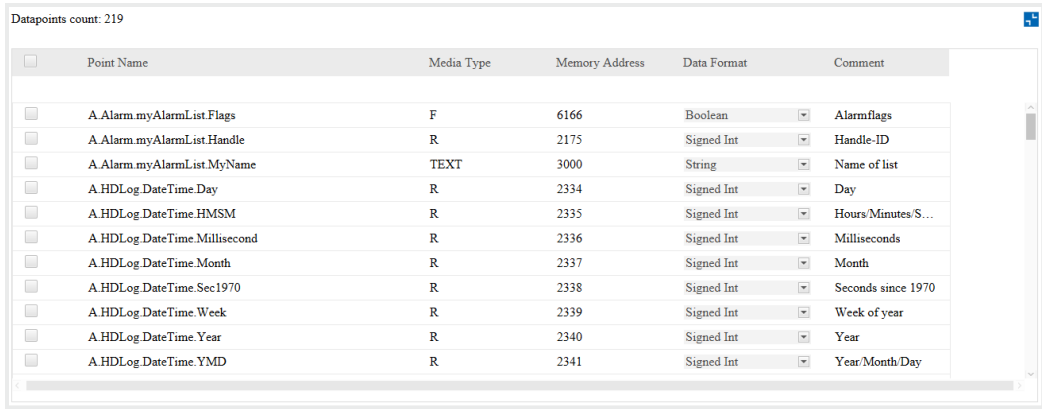 Datapoints count: 219
Point Name Media Type Memory Address Data Format Comment
A.Alarm.myAlarmList.Flags F 6166 Boolean Alarmflags
A.Alarm.myAlarmList.Handle R 2175 Signed Int Handle-ID
A.Alarm.myAlarmList.MyName TEXT 3000 String Name of list
A.HDLog.DateTime.Day R 2334 Signed Int Day
A.HDLog.DateTime.HMSM R 2335 Signed Int Hours/Minutes/S...
A.HDLog.DateTime.Millisecond R 2336 Signed Int Milliseconds
A.HDLog.DateTime.Month R 2337 Signed Int Month
A.HDLog.DateTime.Sec1970 R 2338 Signed Int Seconds since 1970
A.HDLog.DateTime.Week R 2339 Signed Int Week of year
A.HDLog.DateTime.Year R 2340 Signed Int Year
A.HDLog.DateTime.YMD R 2341 Signed Int Year/Month/Day